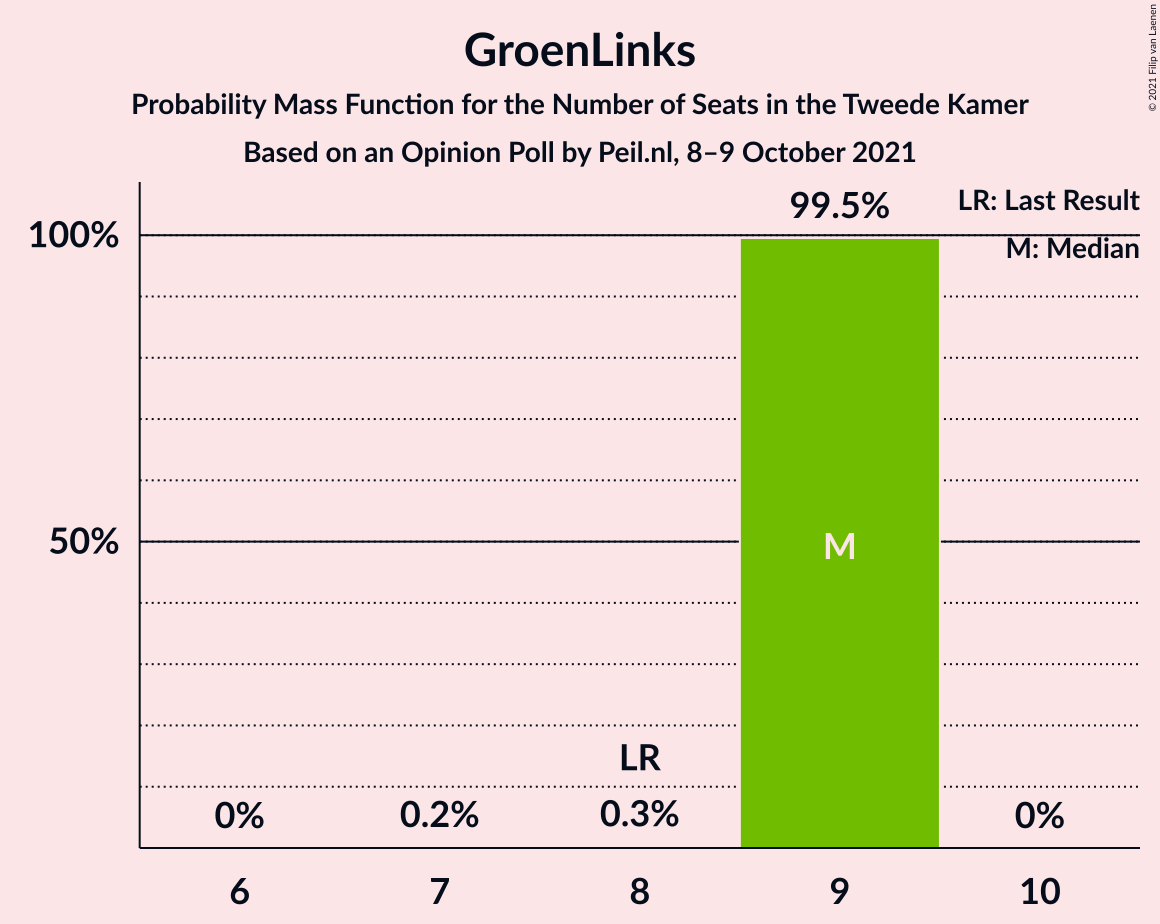 GroenLinks
Probability Mass Function for the Number of Seats in the Tweede Kamer
Based on an Opinion Poll by Peil.nl, 8–9 October 2021
© 2021 Filip van Laenen
LR: Last Result
M: Median
99.5%
100%
50%
M
LR
0%
0.2%
0.3%
0%
6
7
8
9
10